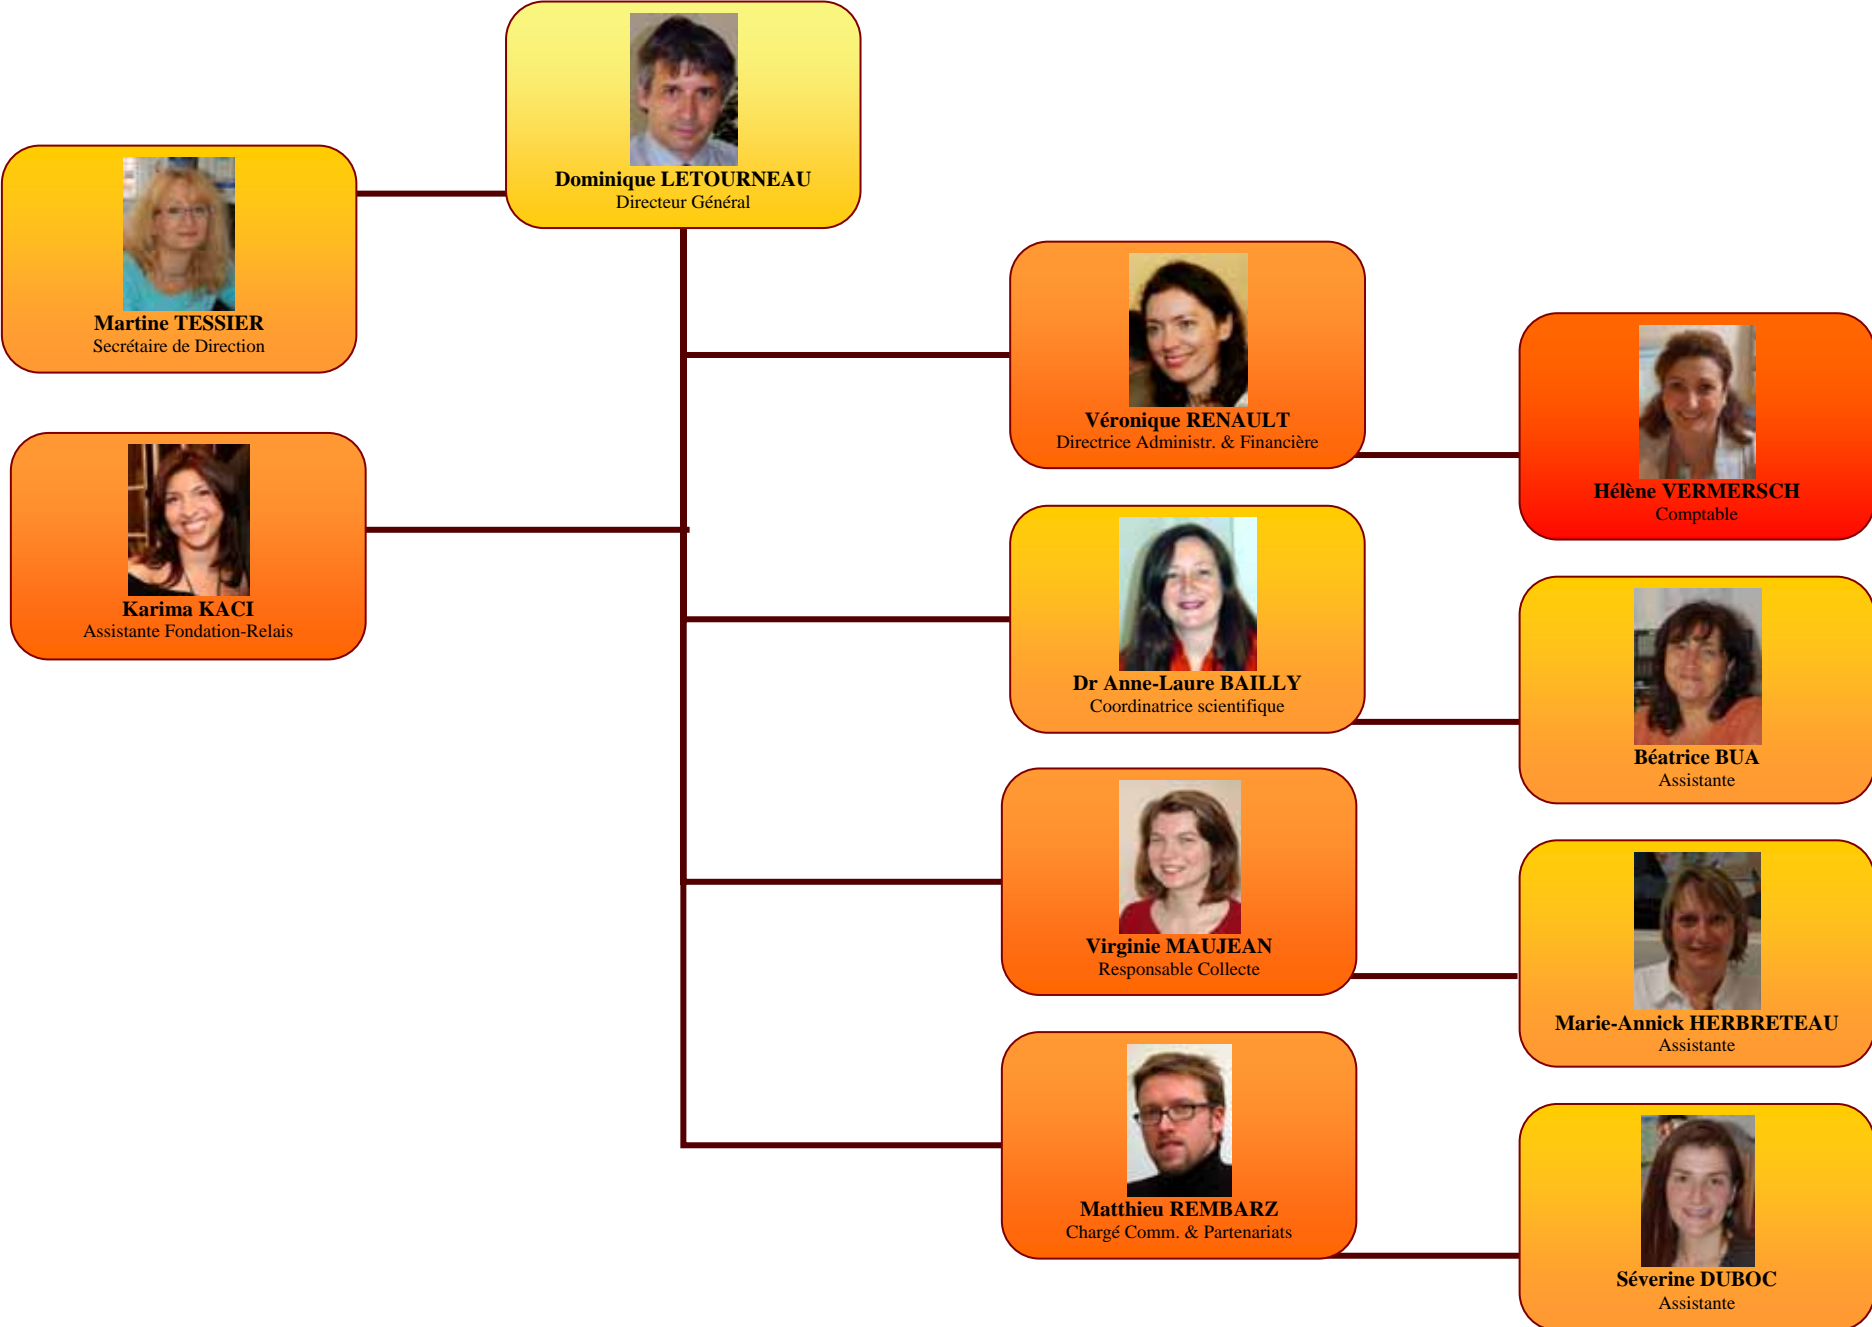 Dominique LETOURNEAU
Directeur Général
Martine TESSIER
Secrétaire de Direction
Karima KACI
Assistante Fondation-Relais
Véronique RENAULT
Directrice Administr. & Financière
Hélène VERMERSCH
Comptable
Dr Anne-Laure BAILLY
Coordinatrice scientifique
Béatrice BUA
Assistante
Virginie MAUJEAN
Responsable Collecte
Marie-Annick HERBRETEAU
Assistante
Matthieu REMBARZ
Chargé Comm. & Partenariats
Séverine DUBOC
Assistante